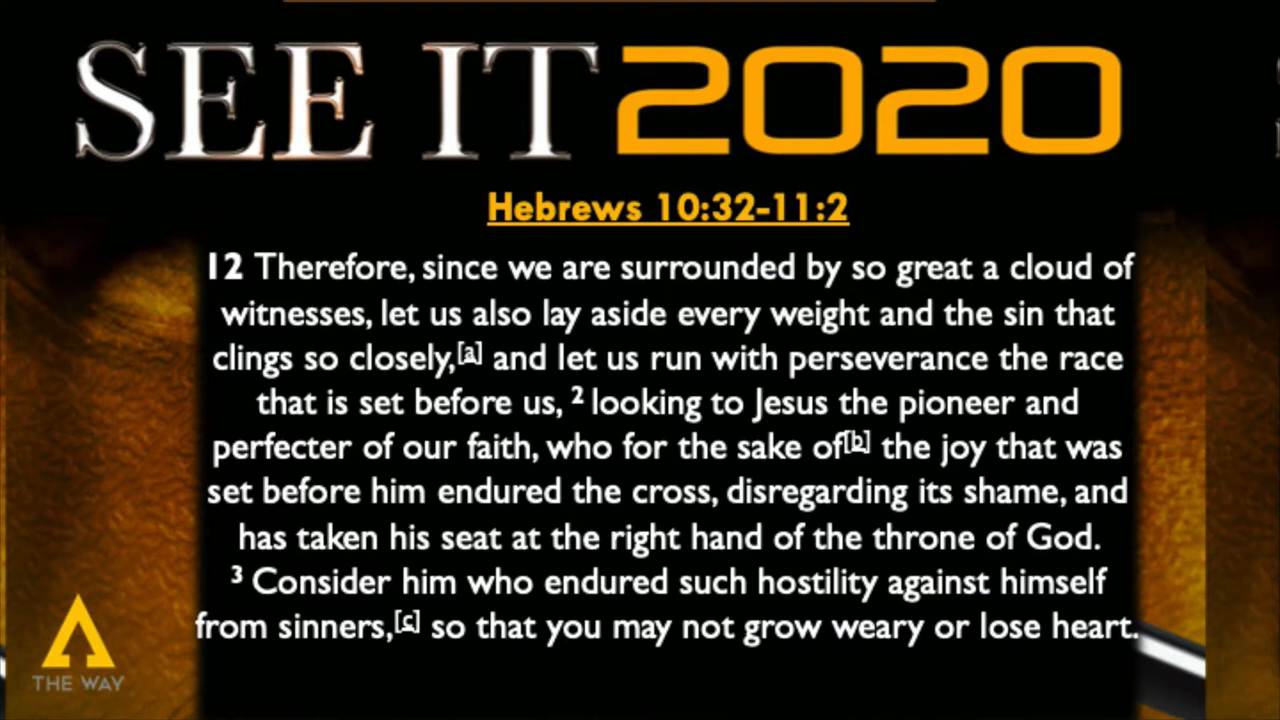 SEE IT 2020
Hebrews 10:32-11:2
12 Therefore, since we are surrounded by so great a cloud of
witnesses, let us also lay aside every weight and the sin that
clings so closely,[a] and let us run with perseverance the race
that is set before us, 2 looking to Jesus the pioneer and
perfecter of our faith, who for the sake of[b] the joy that was
set before him endured the cross, disregarding its shame, and
has taken his seat at the right hand of the throne of God.
3 Consider him who endured such hostility against himself
from sinners,[c] so that you may not grow weary or lose heart.
THE WAY